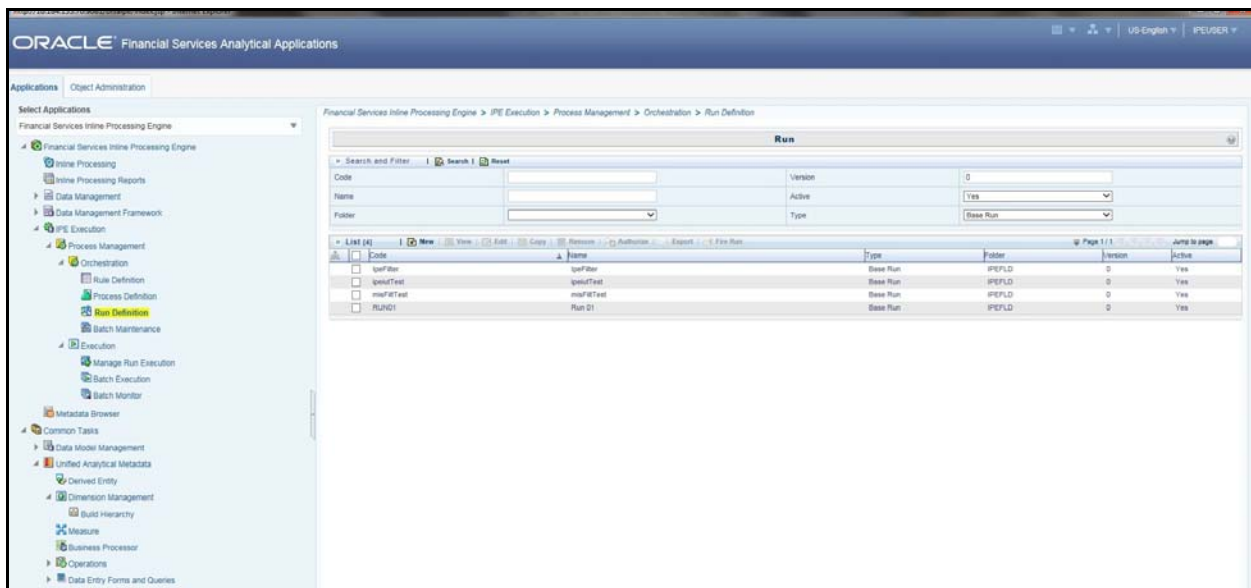 ORACLE Financial Services Analytical Applications
US-English
IPEUSER
Applications Object Administration
Select Applications
Financial Services Inline Processing Engine
Financial Services Inline Processing Engine
Inline Processing
Inline Processing Reports
Data Management
Data Management Framework
IPE Execution
Process Management
Orchestration
Rule Definition
Process Definition
Run Definition
Batch Maintenance
Execution
Manage Run Execution
Batch Execution
Batch Monitor
Metadata Browser
Common Tasks
Data Model Management
Unified Analytical Metadata
Derived Entity
Dimension Management
Build Hierarchy
Measure
Business Processor
Operations
Data Entry Forms and Queries
Financial Services Inline Processing Engine > IPE Execution > Process Management > Orchestration > Run Definition
Run
Search and Filter | Search | Reset
Code Version 0
Name Active Yes
Folder Type Base Run
List [4] | New | View | Edit | Copy | Remove | Authorize | Export | Fire Run Page 1 / 1 Jump to page
Code Name Type Folder Version Active
IpeFilter IpeFilter Base Run IPEFLD 0 Yes
Base Run IPEFLD 0 Yes
Base Run IPEFLD 0 Yes
RUN01 Run 01 Base Run IPEFLD 0 Yes